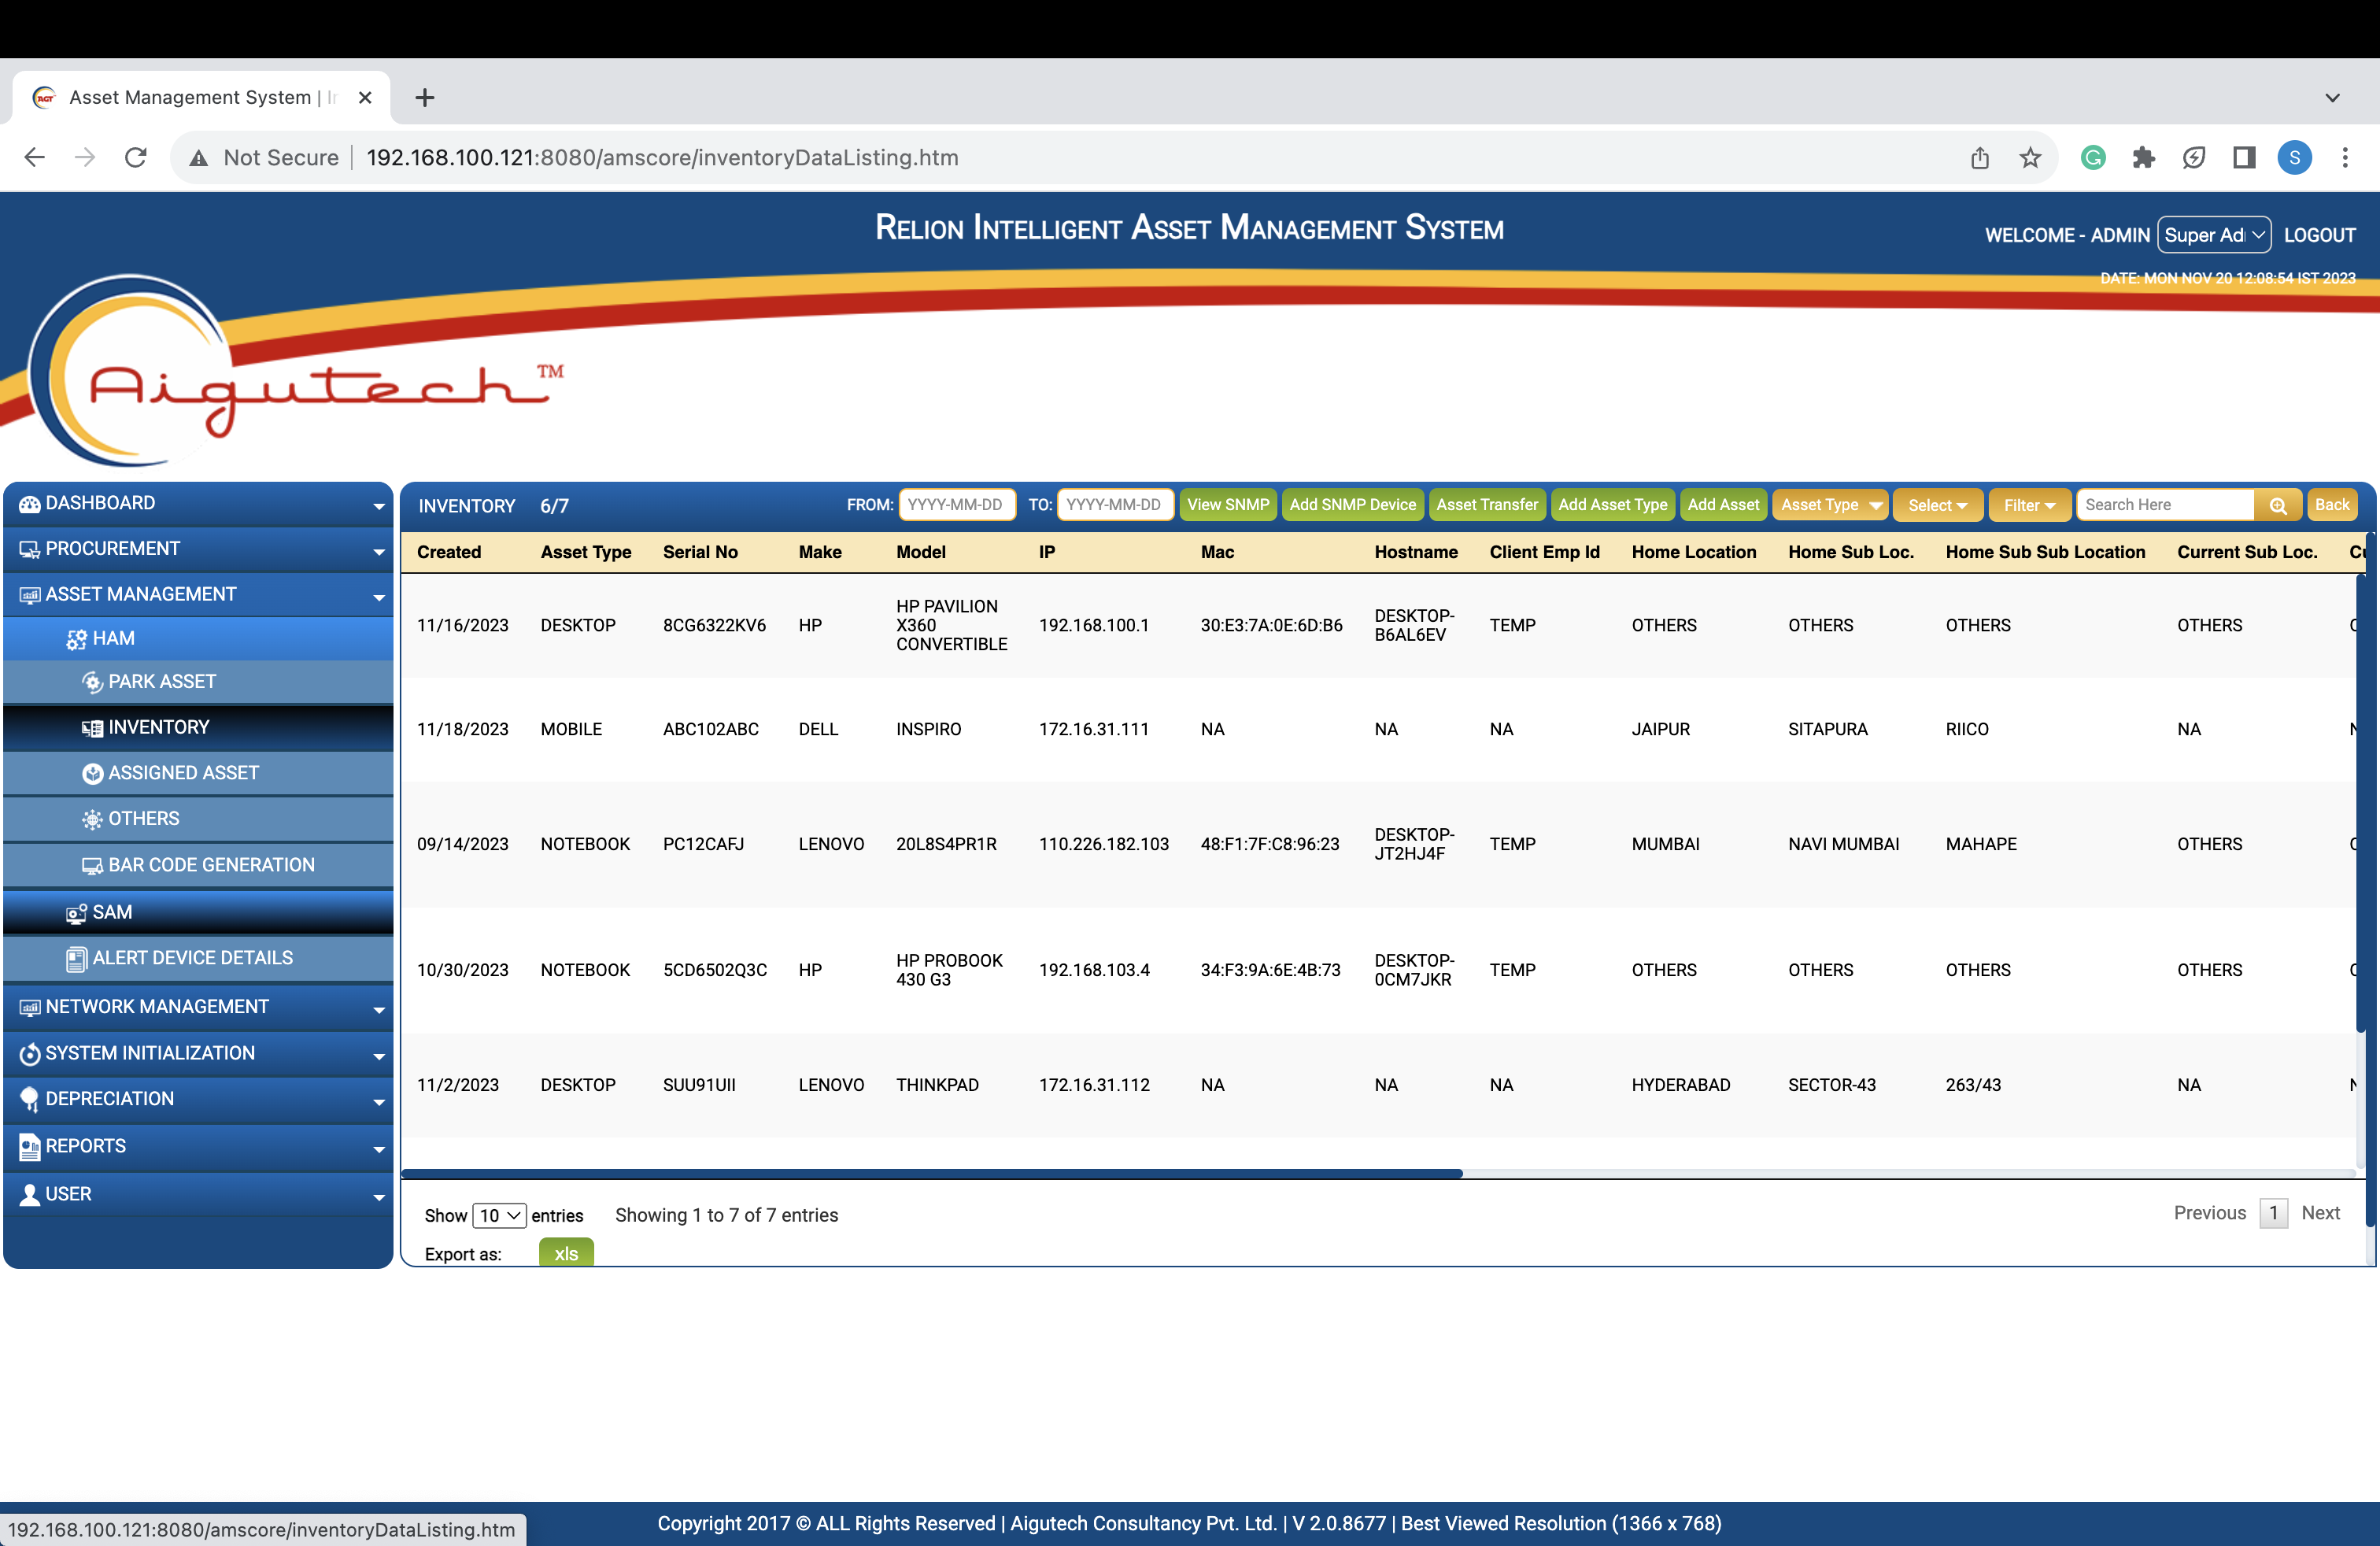 Asset Management System | I
Not Secure 192.168.100.121:8080/amscore/inventoryDataListing.htm S
Relion Intelligent Asset Management System
WELCOME - ADMIN Super Ad LOGOUT
DATE: MON NOV 20 12:08:54 IST 2023
AGT
Aigutech TM
DASHBOARD
PROCUREMENT
ASSET MANAGEMENT
HAM
PARK ASSET
INVENTORY
ASSIGNED ASSET
OTHERS
BAR CODE GENERATION
SAM
ALERT DEVICE DETAILS
NETWORK MANAGEMENT
SYSTEM INITIALIZATION
DEPRECIATION
REPORTS
USER
INVENTORY 6/7 FROM: YYYY-MM-DD TO: YYYY-MM-DD View SNMP Add SNMP Device Asset Transfer Add Asset Type Add Asset Asset Type Select Filter Search Here Back
Created Asset Type Serial No Make Model IP Mac Hostname Client Emp Id Home Location Home Sub Loc. Home Sub Sub Location Current Sub Loc.
11/16/2023 DESKTOP 8CG6322KV6 HP HP PAVILION X360 CONVERTIBLE 192.168.100.1 30:E3:7A:0E:6D:B6 DESKTOP-B6AL6EV TEMP OTHERS OTHERS OTHERS OTHERS
11/18/2023 MOBILE ABC102ABC DELL INSPIRO 172.16.31.111 NA NA NA JAIPUR SITAPURA RIICO NA
09/14/2023 NOTEBOOK PC12CAFJ LENOVO 20L8S4PR1R 110.226.182.103 48:F1:7F:C8:96:23 DESKTOP-JT2HJ4F TEMP MUMBAI NAVI MUMBAI MAHAPE OTHERS
10/30/2023 NOTEBOOK 5CD6502Q3C HP HP PROBOOK 430 G3 192.168.103.4 34:F3:9A:6E:4B:73 DESKTOP-0CM7JKR TEMP OTHERS OTHERS OTHERS OTHERS
11/2/2023 DESKTOP SUU91UII LENOVO THINKPAD 172.16.31.112 NA NA NA HYDERABAD SECTOR-43 263/43 NA
Show 10 entries Showing 1 to 7 of 7 entries Previous 1 Next
Export as: xls
192.168.100.121:8080/amscore/inventoryDataListing.htm
Copyright 2017 © ALL Rights Reserved | Aigutech Consultancy Pvt. Ltd. | V 2.0.8677 | Best Viewed Resolution (1366 x 768)